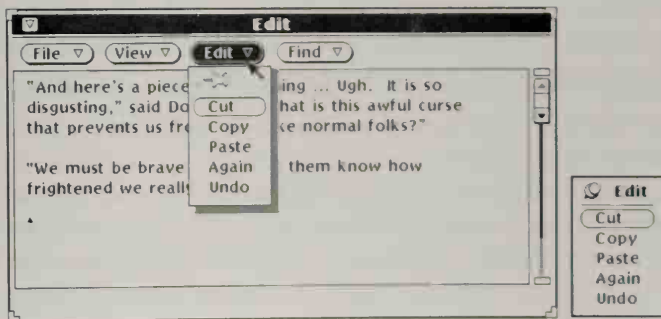 Edit
File View Edit Find
"And here's a piece ing ... Ugh. It is so
disgusting," said Do hat is this awful curse
that prevents us fr ke normal folks?"
"We must be brave them know how
frightened we really
Cut
Copy
Paste
Again
Undo
Edit
Cut
Copy
Paste
Again
Undo